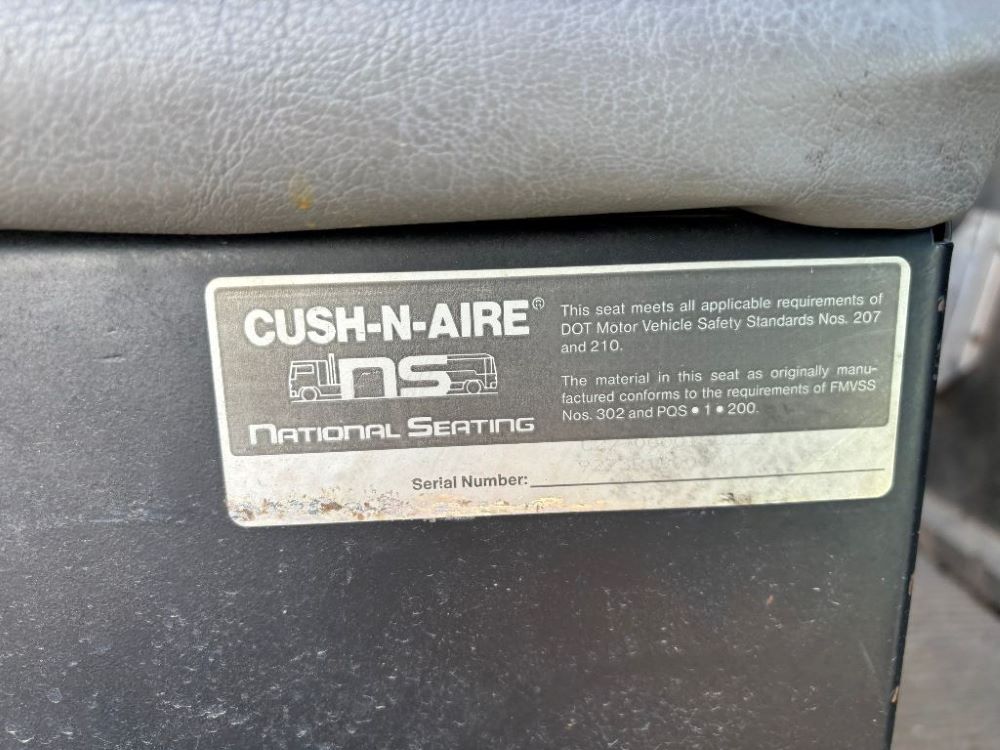 CUSH-N-AIRE®
ns
NATIONAL SEATING
This seat meets all applicable requirements of
DOT Motor Vehicle Safety Standards Nos. 207
and 210.
The material in this seat as originally manu-
factured conforms to the requirements of FMVSS
Nos. 302 and PQS • 1 • 200.
Serial Number: